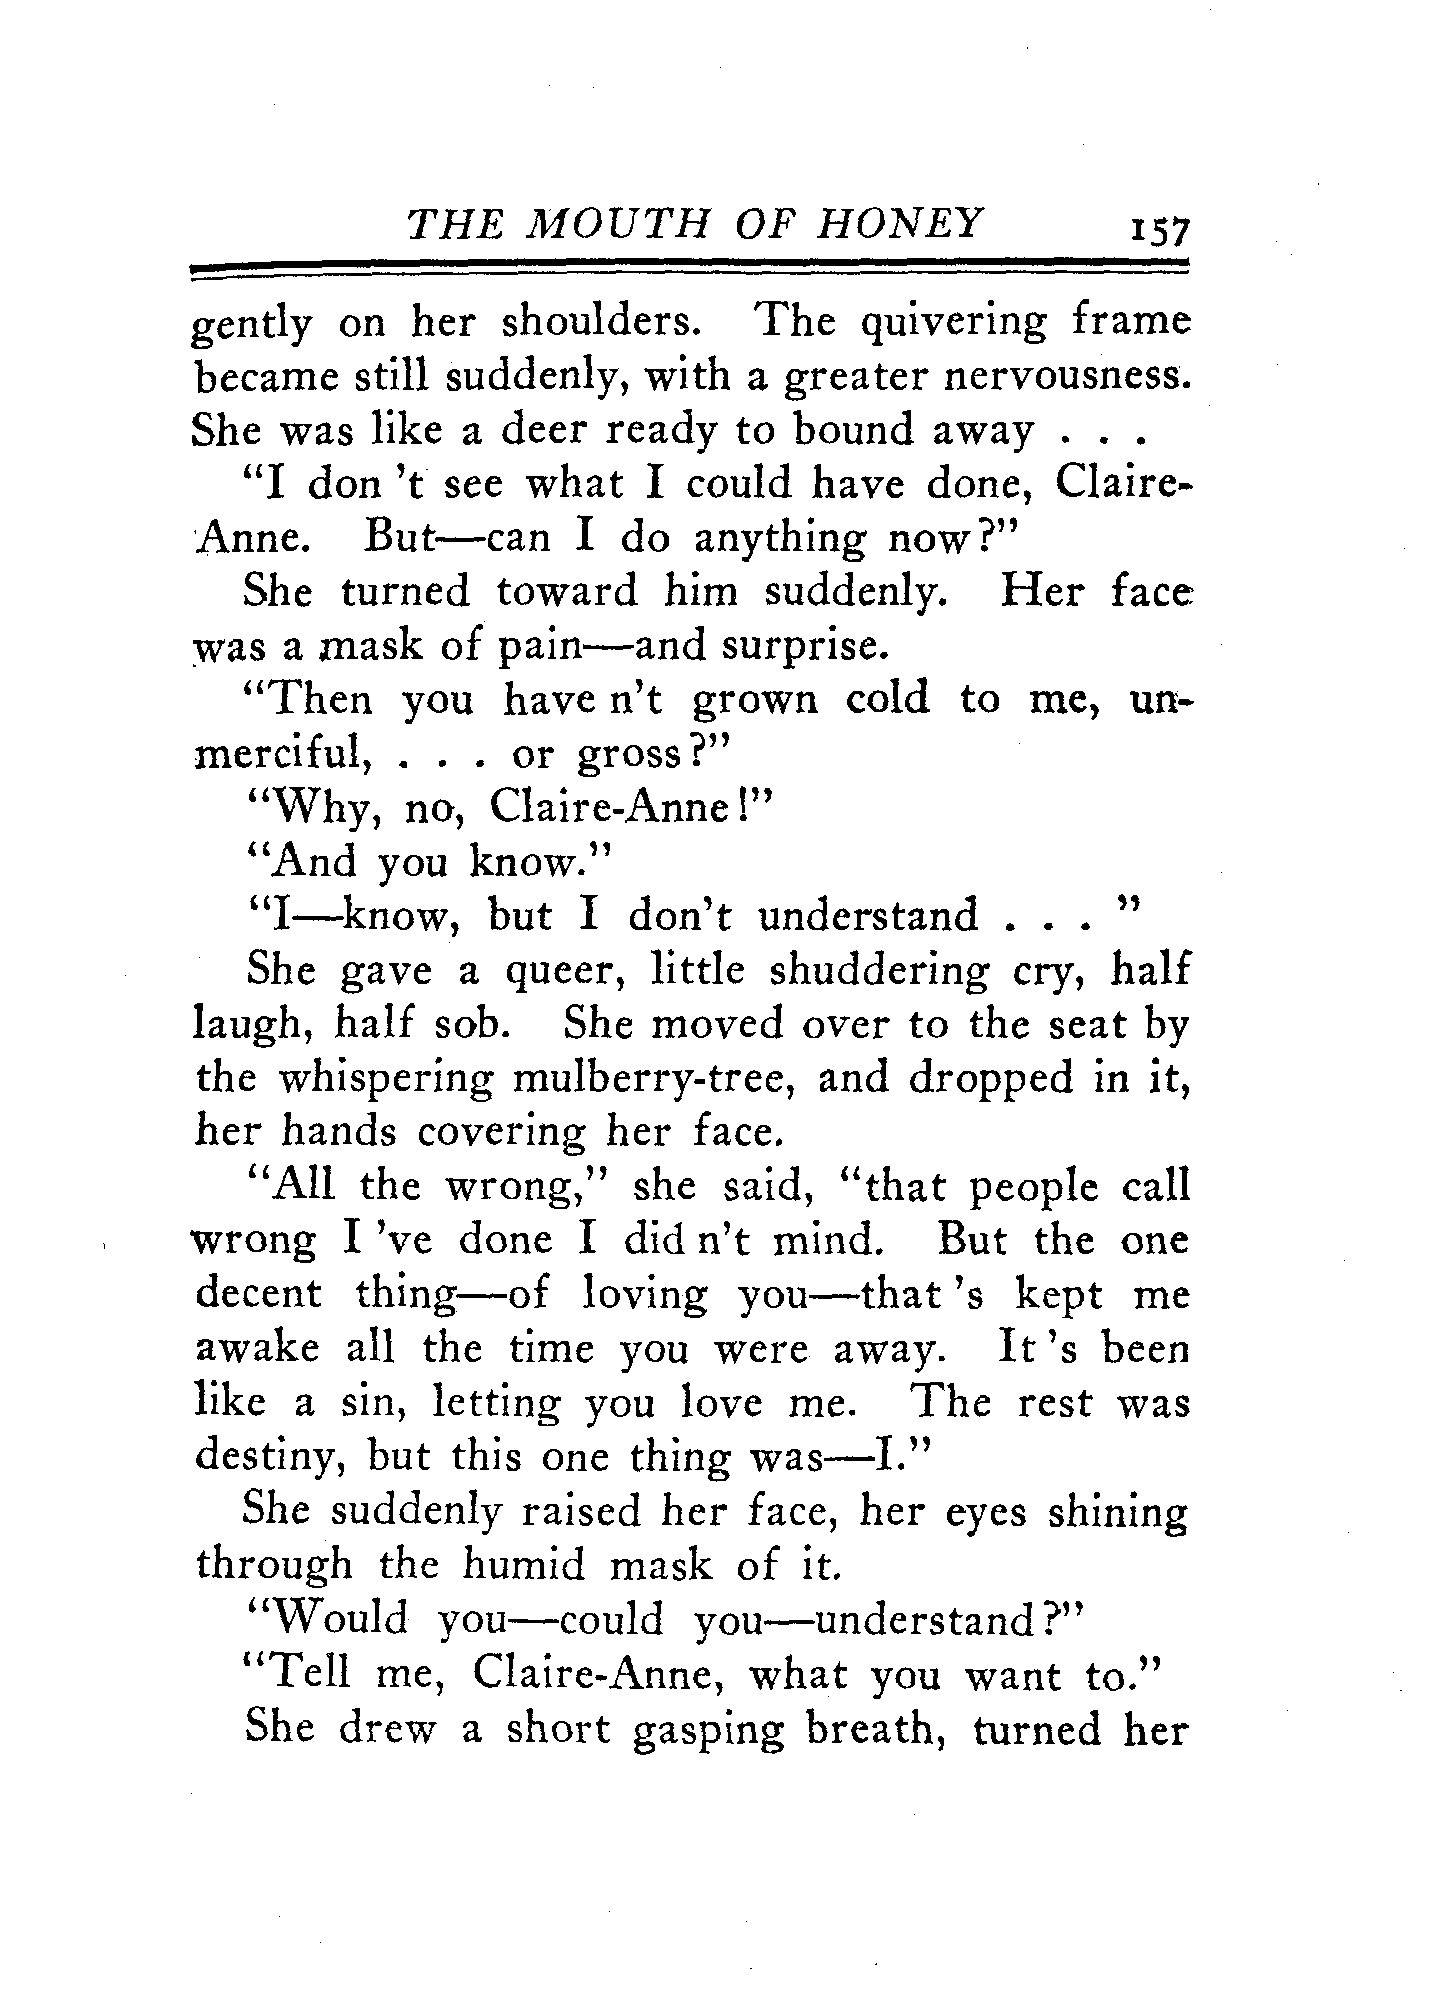 THE MOUTH OF HONEY 157
gently on her shoulders. The quivering frame
became still suddenly, with a greater nervousness.
She was like a deer ready to bound away . . .
“I don ’t see what I could have done, Claire-
Anne. But—can I do anything now?”
She turned toward him suddenly. Her face
was a mask of pain—and surprise.
“Then you have n’t grown cold to me, un-
merciful, . . . or gross?”
“Why, no, Claire-Anne!”
“And you know.”
“I—know, but I don’t understand . . . ”
She gave a queer, little shuddering cry, half
laugh, half sob. She moved over to the seat by
the whispering mulberry-tree, and dropped in it,
her hands covering her face.
“All the wrong,” she said, “that people call
wrong I ’ve done I did n’t mind. But the one
decent thing—of loving you—that ’s kept me
awake all the time you were away. It ’s been
like a sin, letting you love me. The rest was
destiny, but this one thing was—I.”
She suddenly raised her face, her eyes shining
through the humid mask of it.
“Would you—could you—understand?”
“Tell me, Claire-Anne, what you want to.”
She drew a short gasping breath, turned her